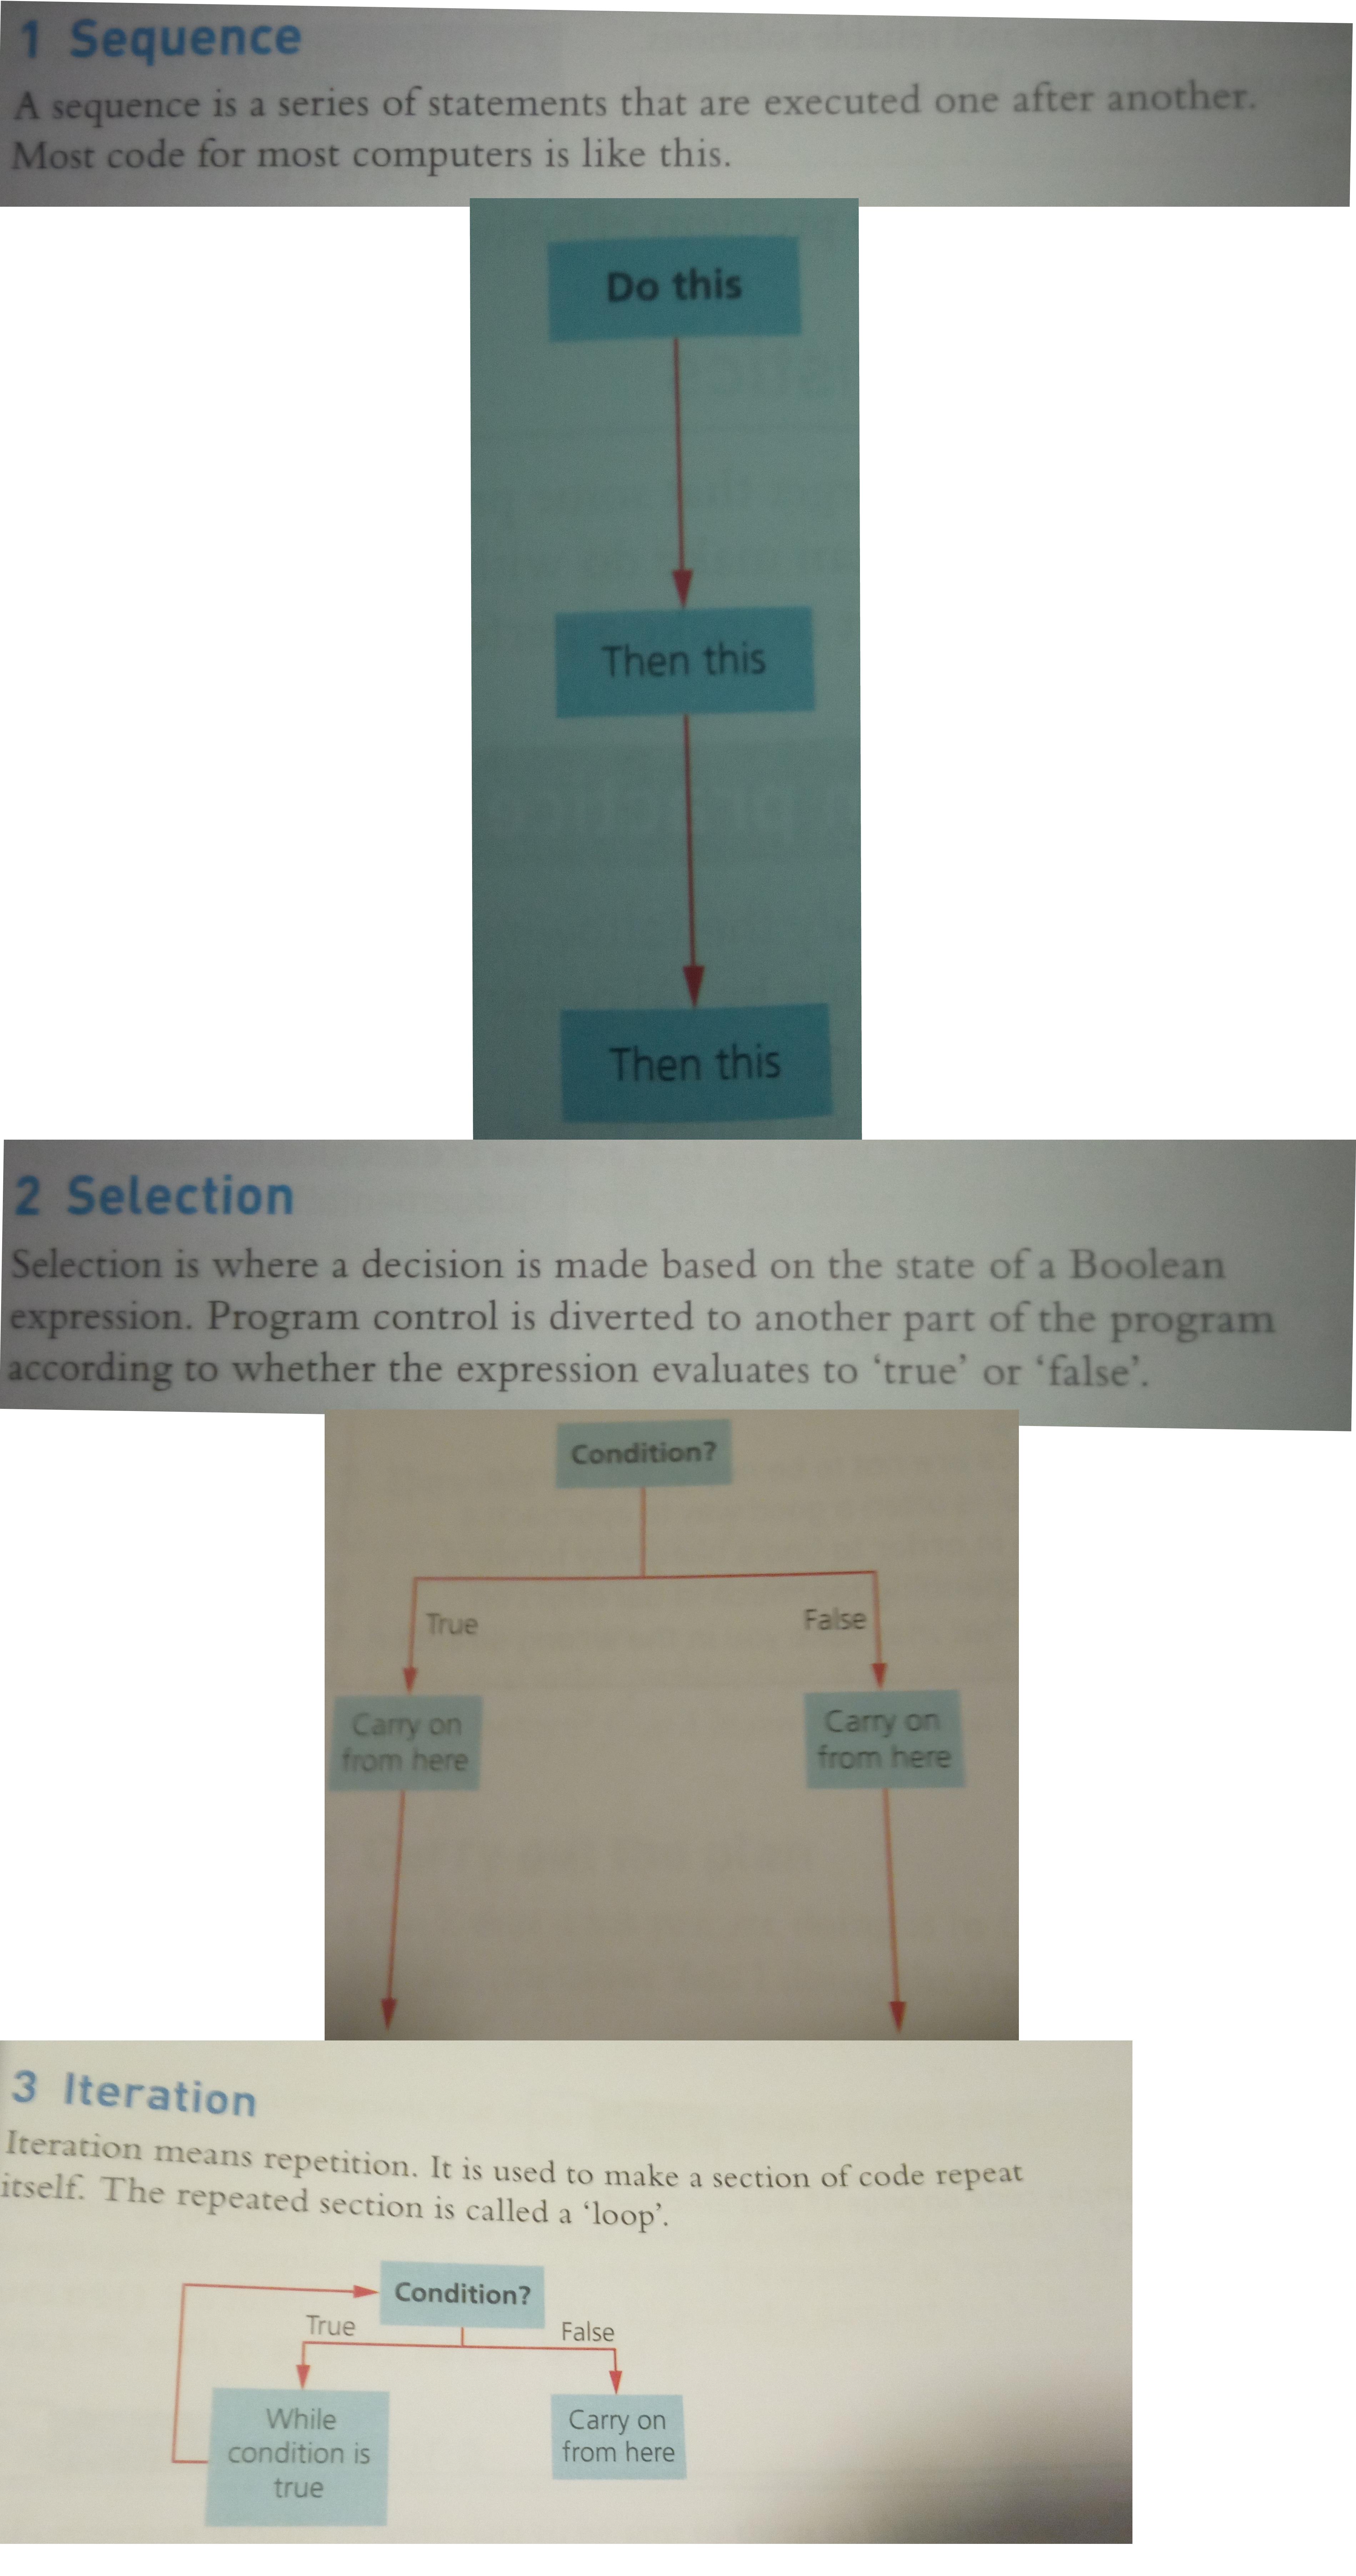 1 Sequence
A sequence is a series of statements that are executed one after another.
Most code for most computers is like this.
Do this
Then this
Then this
2 Selection
Selection is where a decision is made based on the state of a Boolean
expression. Program control is diverted to another part of the program
according to whether the expression evaluates to ‘true’ or ‘false’.
Condition?
True
False
Carry on
from here
Carry on
from here
3 Iteration
Iteration means repetition. It is used to make a section of code repeat
itself. The repeated section is called a ‘loop’.
Condition?
True
False
While
condition is
true
Carry on
from here